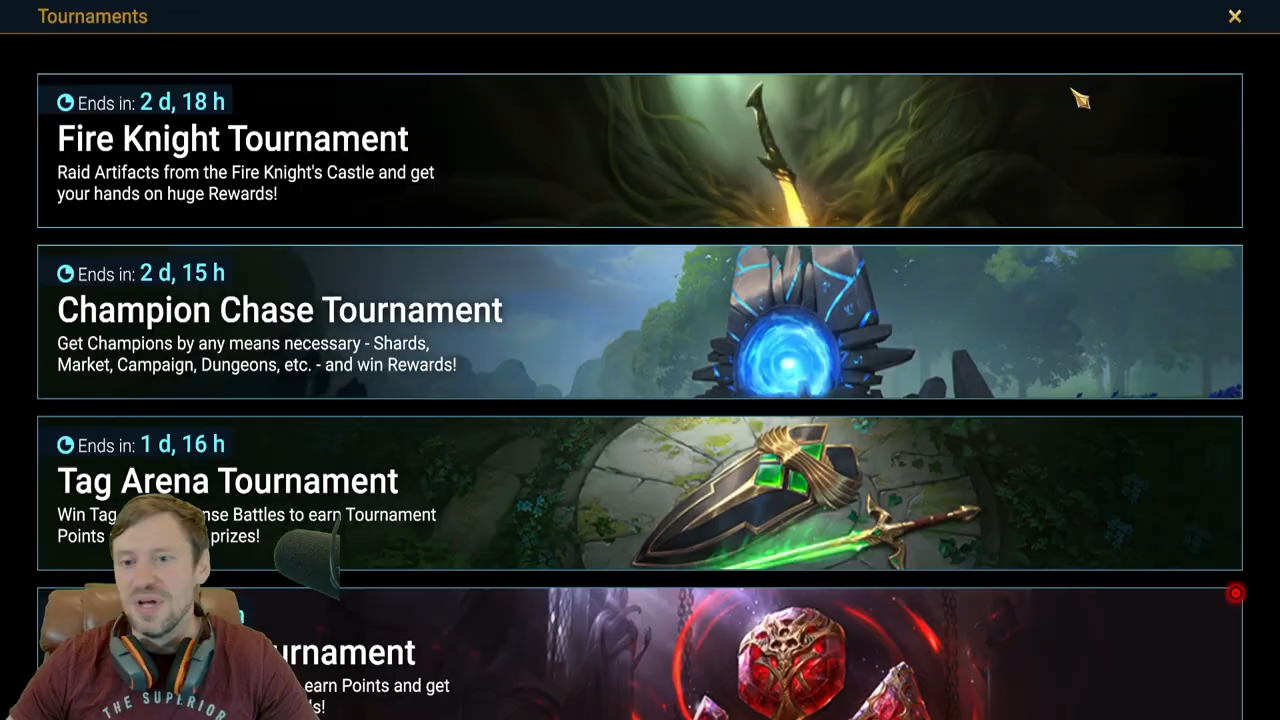 Tournaments
Ends in: 2 d, 18 h
Fire Knight Tournament
Raid Artifacts from the Fire Knight's Castle and get
your hands on huge Rewards!
Ends in: 2 d, 15 h
Champion Chase Tournament
Get Champions by any means necessary - Shards,
Market, Campaign, Dungeons, etc. - and win Rewards!
Ends in: 1 d, 16 h
Tag Arena Tournament
Win Tag nse Battles to earn Tournament
Points prizes!
urnament
earn Points and get
THE SUPERIOR